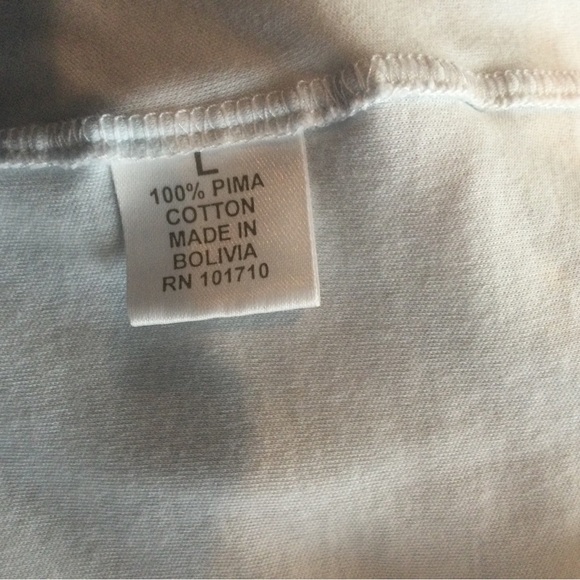 L
100% PIMA
COTTON
MADE IN
BOLIVIA
RN 101710